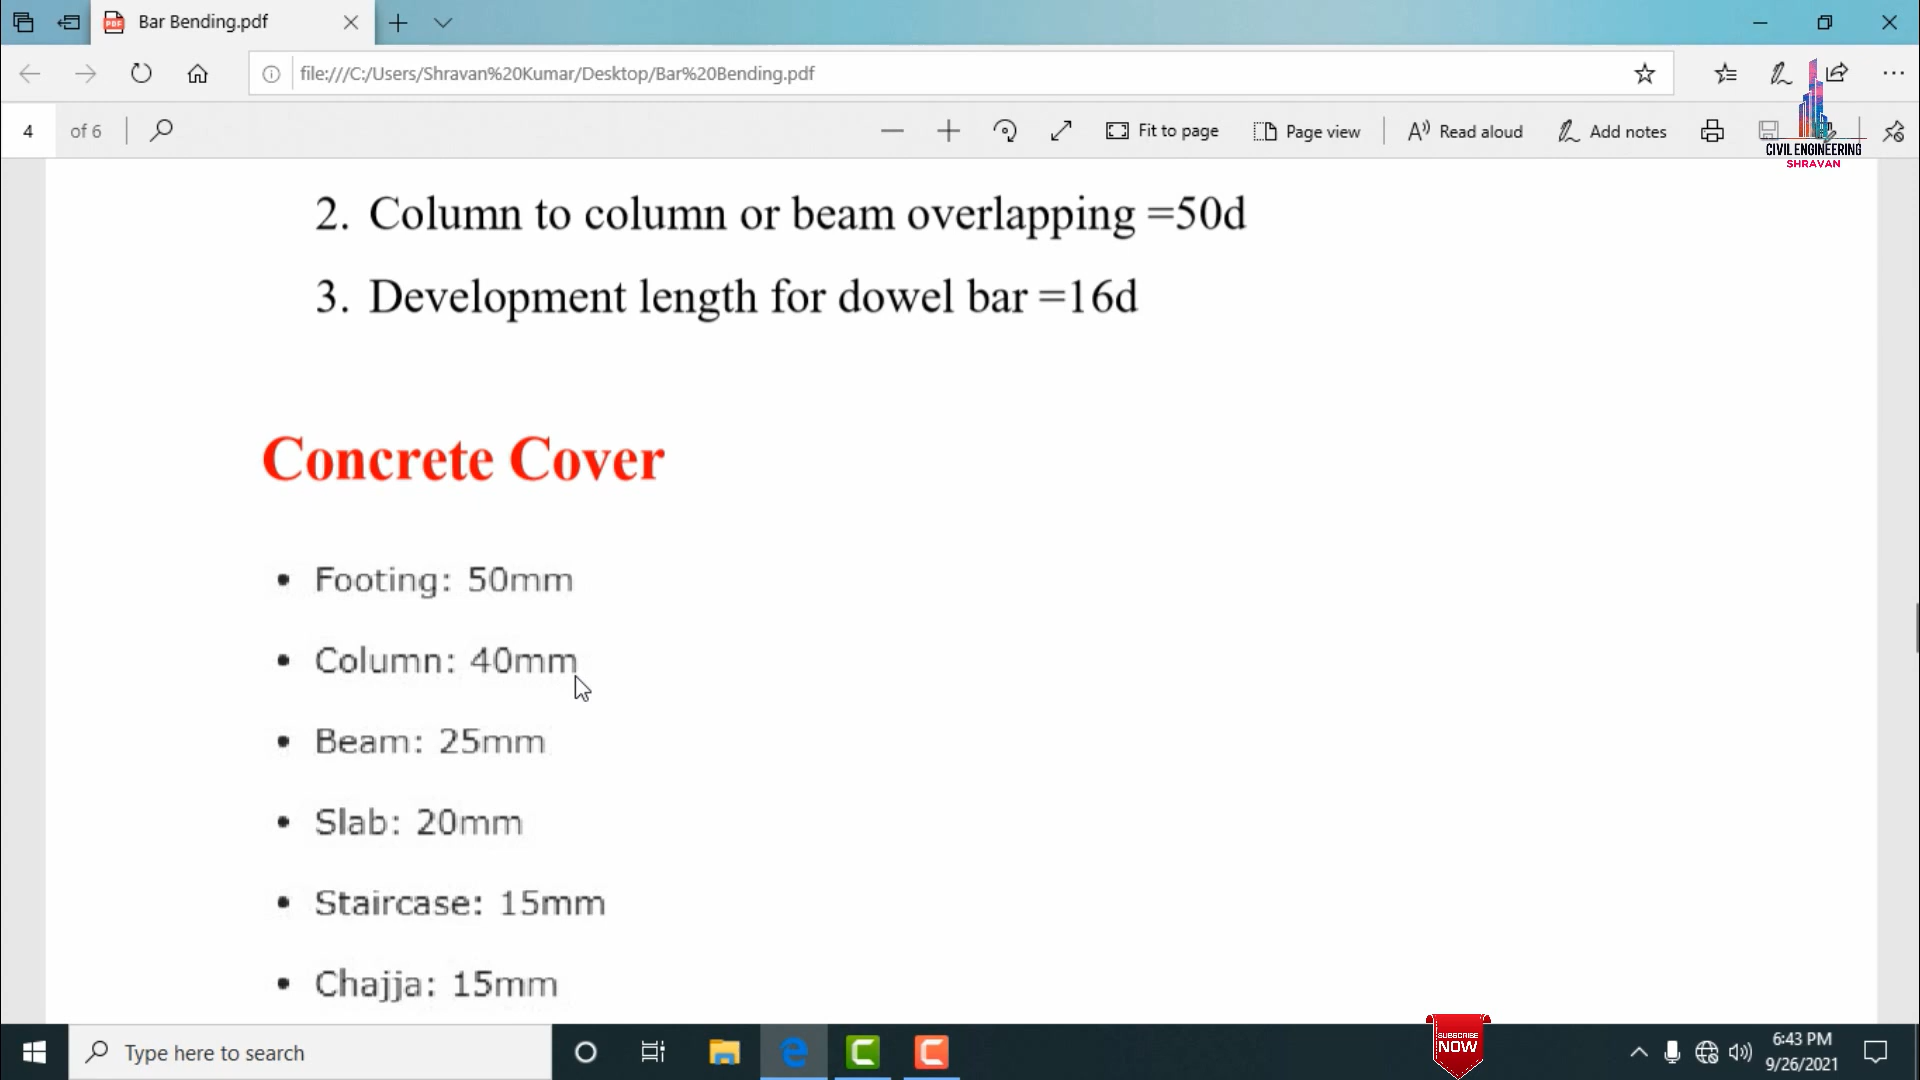 Bar Bending.pdf
file:///C:/Users/Shravan%20Kumar/Desktop/Bar%20Bending.pdf
4 of 6 Fit to page Page view Read aloud Add notes
CIVIL ENGINEERING
SHRAVAN
2. Column to column or beam overlapping =50d
3. Development length for dowel bar =16d
Concrete Cover
• Footing: 50mm
• Column: 40mm
• Beam: 25mm
• Slab: 20mm
• Staircase: 15mm
• Chajja: 15mm
SUBSCRIBE
NOW
Type here to search
6:43 PM
9/26/2021